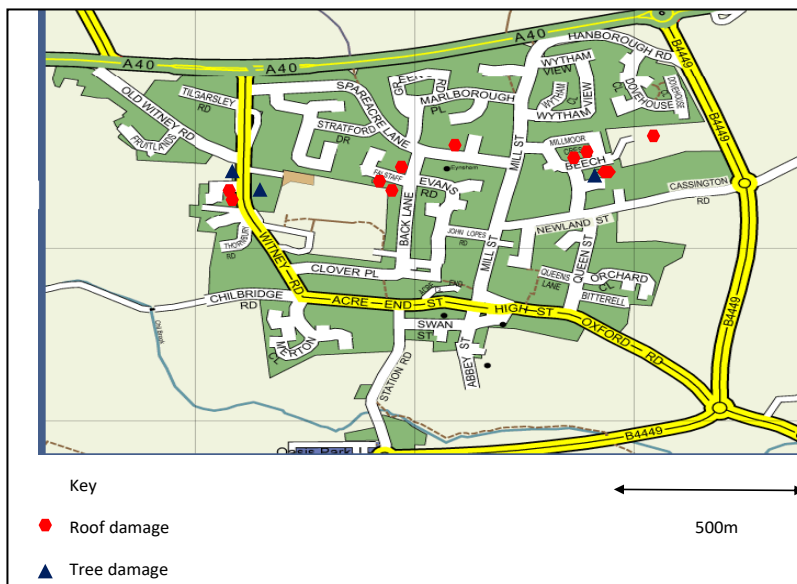 A40
A40
A40
HANBOROUGH RD
B4449
TILGARSLEY
RD
OLD WITNEY RD
FRUITLANDS
SPAREACRE LANE
STRATFORD
DR
MARLBOROUGH
PL
WYTHAM
VIEW
WYTHAM
VIEW
DOVEHOUSE
CL
DOVEHOUSE
MILL ST
MILLMOOR
BEECH
B4449
FALSTAFF
Eynsham
EVANS
RD
CASSINGTON
RD
BACK LANE
NEWLAND ST
JOHN LOPES
RD
THORNBURY
RD
WITNEY RD
CLOVER PL
MILL ST
QUEEN ST
QUEENS
LANE
ORCHARD
CL
BITTERELL
CHILBRIDGE
RD
ACRE END ST
HIGH ST
OXFORD RD
B4449
SWAN
ST
ABBEY ST
MERTON
CL
STATION RD
B4449
Oasis Park
Key
Roof damage
500m
Tree damage